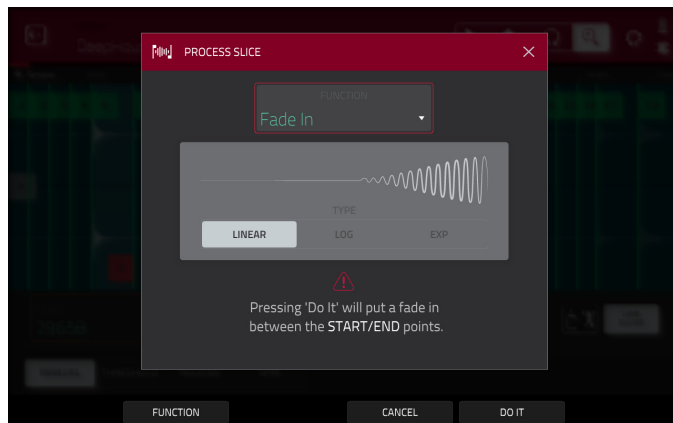 PROCESS SLICE
FUNCTION
Fade In
TYPE
LINEAR LOG EXP
Pressing 'Do It' will put a fade in
between the START/END points.
FUNCTION CANCEL DO IT